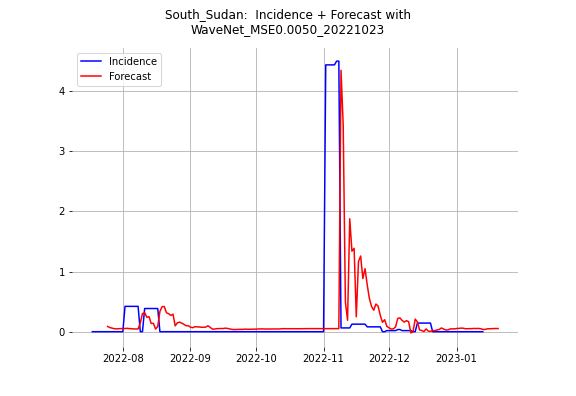 South_Sudan:  Incidence + Forecast with
WaveNet_MSE0.0050_20221023
Incidence
Forecast
4
3
2
1
0
2022-08 2022-09 2022-10 2022-11 2022-12 2023-01